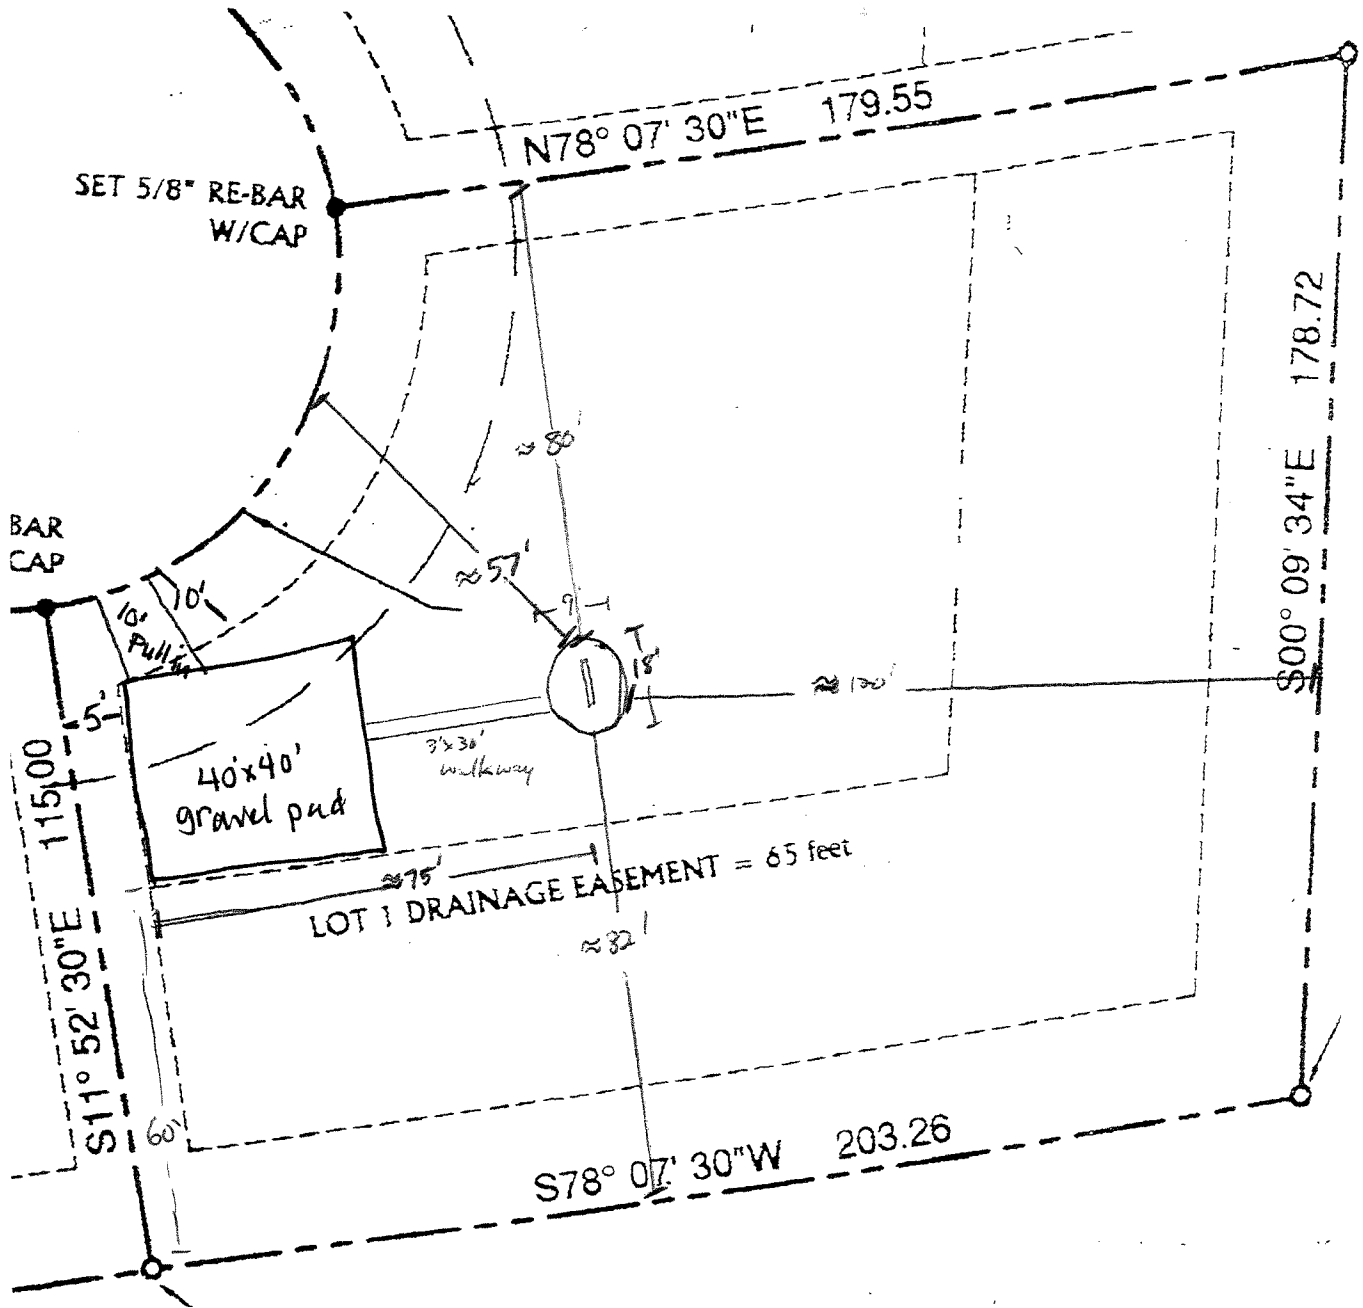 N78° 07' 30"E 179.55
SET 5/8" RE-BAR
W/CAP
S00° 09' 34"E 178.72
≈ 80'
BAR
CAP
≈57'
10'
10'
Pull in
9'
18'
5'
3'x30'
walkway
40'x40'
gravel pad
S11° 52' 30"E 115.00
≈75'
LOT 1 DRAINAGE EASEMENT = 65 feet
60'
S78° 07' 30"W 203.26